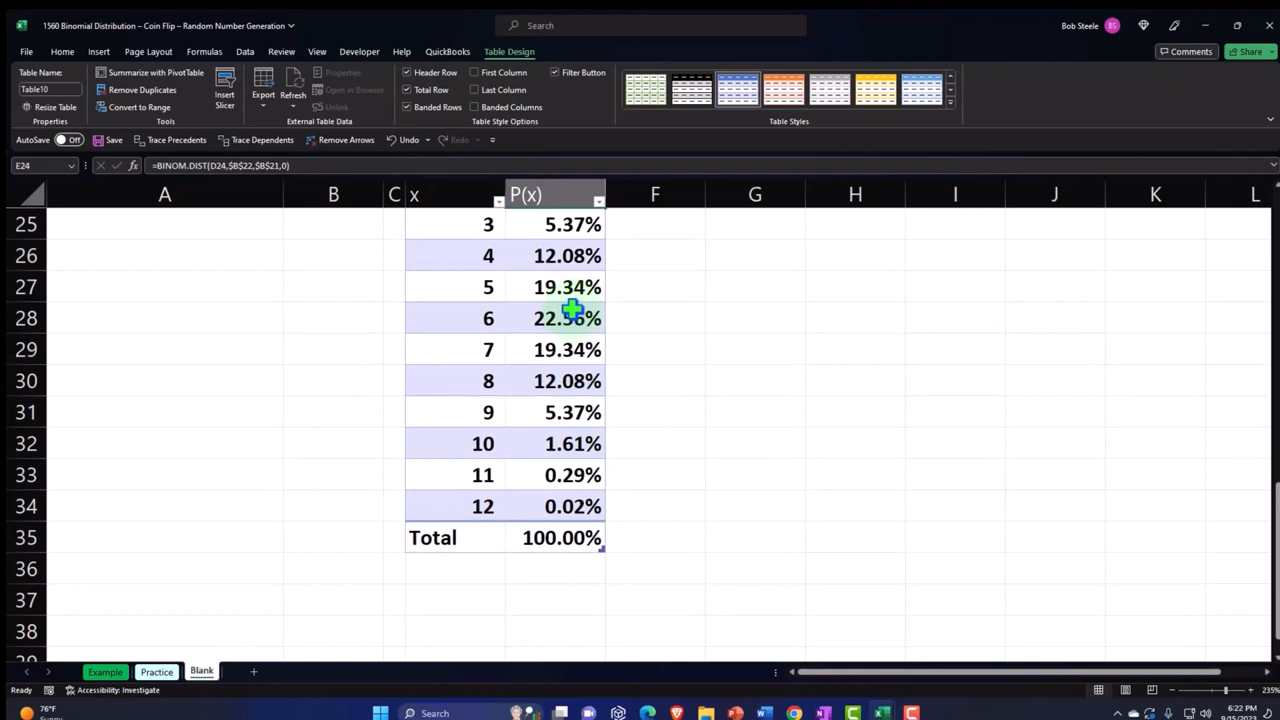 1560 Binomial Distribution – Coin Flip – Random Number Generation
Search
Bob Steele
BS
File Home Insert Page Layout Formulas Data Review View Developer Help QuickBooks Table Design
Comments Share
Table Name: Summarize with PivotTable Properties Header Row First Column Filter Button
Remove Duplicates Open in Browser Total Row Last Column
Resize Table Convert to Range Insert Slicer Export Refresh Unlink Banded Rows Banded Columns
Properties Tools External Table Data Table Style Options Table Styles
AutoSave Off Save Trace Precedents Trace Dependents Remove Arrows Undo Redo
E24 fx =BINOM.DIST(D24,$B$22,$B$21,0)
A B C x P(x) F G H I J K L
25 3 5.37%
26 4 12.08%
27 5 19.34%
28 6
29 7 19.34%
30 8 12.08%
31 9 5.37%
32 10 1.61%
33 11 0.29%
34 12 0.02%
35 Total 100.00%
36
37
38
Example Practice Blank
Ready Accessibility: Investigate 235%
76°F
Sunny
Search
6:22 PM
9/15/2023